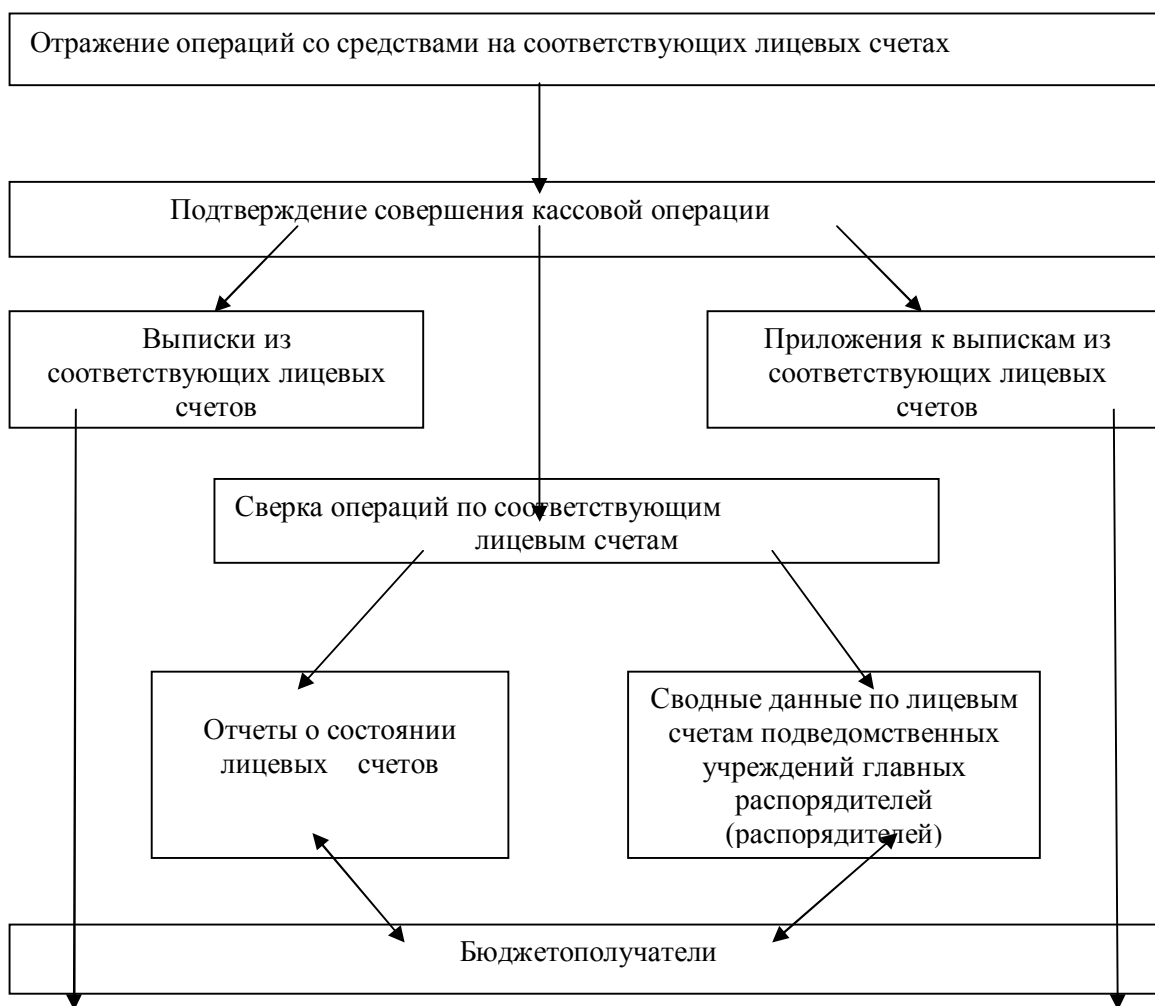 Отражение операций со средствами на соответствующих лицевых счетах
Подтверждение совершения кассовой операции
Выписки из
соответствующих лицевых
счетов
Приложения к выпискам из
соответствующих лицевых
счетов
Сверка операций по соответствующим
лицевым счетам
Отчеты о состоянии
лицевых счетов
Сводные данные по лицевым
счетам подведомственных
учреждений главных
распорядителей
(распорядителей)
Бюджетополучатели